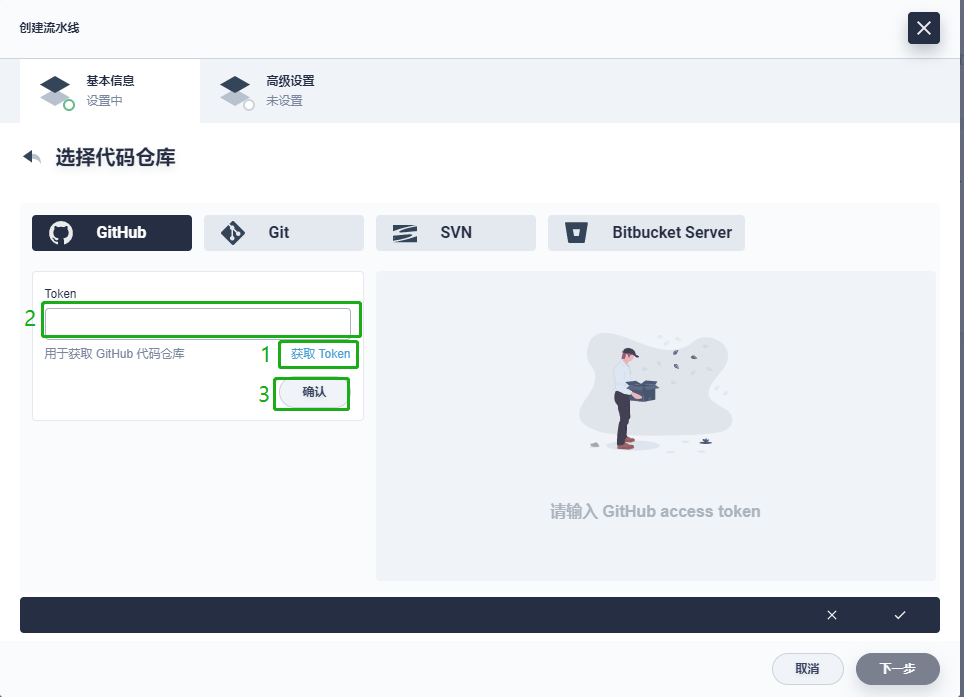 创建流水线
基本信息
设置中
高级设置
未设置
选择代码仓库
GitHub
Git
SVN
Bitbucket Server
Token
2
用于获取 GitHub 代码仓库
1
获取 Token
3
确认
请输入 GitHub access token
取消
下一步